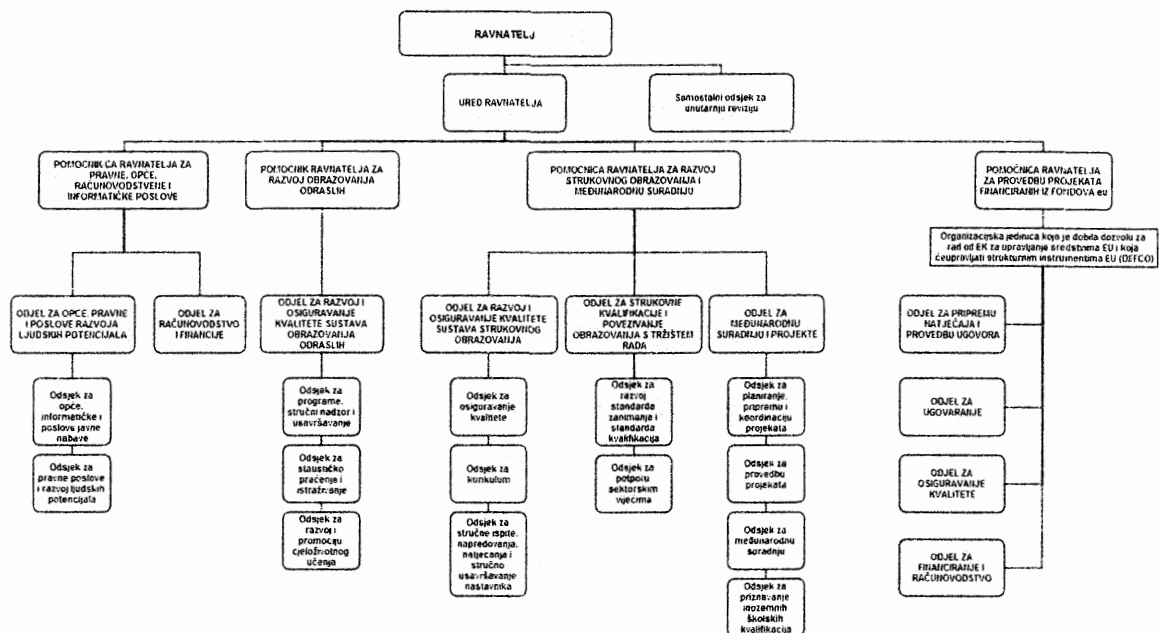 RAVNATELJ
URED RAVNATELJA
Samostalni odsjek za
unutarnju reviziju
POMOĆNICA RAVNATELJA ZA
PRAVNE, OPĆE,
RAČUNOVODSTVENE I
INFORMATIČKE POSLOVE
POMOĆNIK RAVNATELJA ZA
RAZVOJ OBRAZOVANJA
ODRASLIH
POMOĆNICA RAVNATELJA ZA RAZVOJ
STRUKOVNOG OBRAZOVANJA I
MEĐUNARODNU SURADNJU
POMOĆNICA RAVNATELJA
ZA PROVEDBU PROJEKATA
FINANCIRANIH IZ FONDOVA eu
Organizacijska jedinica koja je dobila dozvolu za
rad od EK za upravljanje sredstvima EU i koja
ćeupravljati strukturnim instrumentima EU (DEFCO)
ODJEL ZA OPĆE, PRAVNE
I POSLOVE RAZVOJA
LJUDSKIH POTENCIJALA
ODJEL ZA
RAČUNOVODSTVO
I FINANCIJE
ODJEL ZA RAZVOJ I
OSIGURAVANJE
KVALITETE SUSTAVA
OBRAZOVANJA
ODRASLIH
ODJEL ZA RAZVOJ I
OSIGURAVANJE KVALITETE
SUSTAVA STRUKOVNOG
OBRAZOVANJA
ODJEL ZA STRUKOVNE
KVALIFIKACIJE I
POVEZIVANJE
OBRAZOVANJA S TRŽIŠTEM
RADA
ODJEL ZA
MEĐUNARODNU
SURADNJU I PROJEKTE
ODJEL ZA PRIPREMU
NATJEČAJA I
PROVEDBU UGOVORA
Odsjek za
opće,
informatičke i
poslove javne
nabave
Odsjek za
pravne poslove
i razvoj ljudskih
potencijala
Odsjek za
programe,
stručni nadzor i
usavršavanje
Odsjek za
statističko
praćenje i
istraživanje
Odsjek za
razvoj i
promociju
cjeloživotnog
učenja
Odsjek za
osiguravanje
kvalitete
Odsjek za
kurikulum
Odsjek za
stručne ispite,
napredovanja,
natjecanja i
stručno
usavršavanje
nastavnika
Odsjek za
razvoj
standarda
zanimanja i
standarda
kvalifikacija
Odsjek za
potporu
sektorskim
vijećima
Odsjek za
planiranje,
pripremu i
koordinaciju
projekata
Odsjek za
provedbu
projekata
Odsjek za
međunarodnu
suradnju
Odsjek za
priznavanje
inozemnih
školskih
kvalifikacija
ODJEL ZA
UGOVARANJE
ODJEL ZA
OSIGURAVANJE
KVALITETE
ODJEL ZA
FINANCIRANJE I
RAČUNOVODSTVO